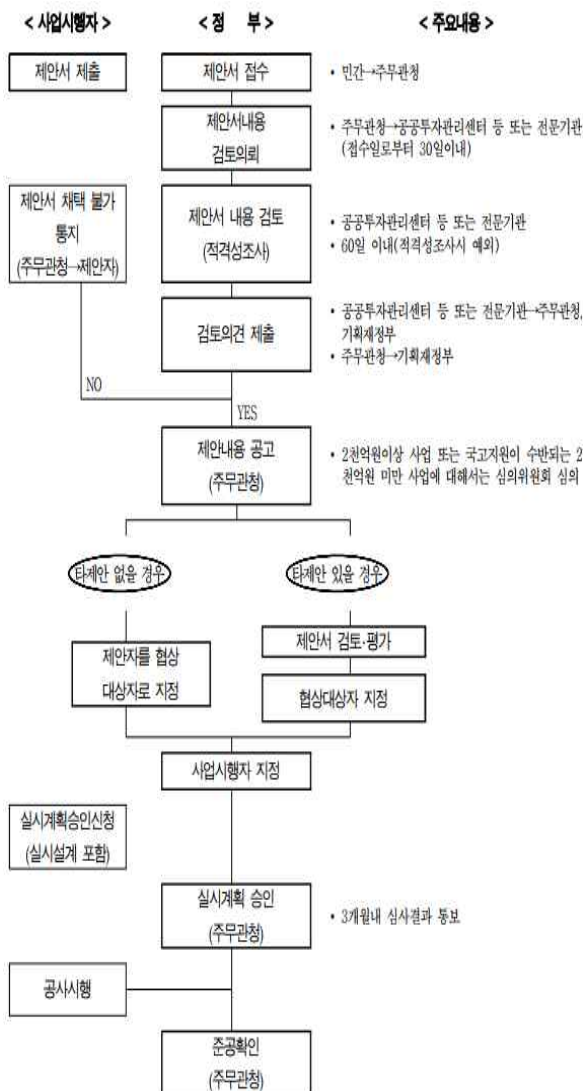 < 사업시행자 > < 정 부 > < 주요내용 >
제안서 제출 제안서 접수 • 민간→주무관청
제안서내용
검토의뢰
• 주무관청→공공투자관리센터 등 또는 전문기관
(접수일로부터 30일이내)
제안서 채택 불가
통지
(주무관청→제안자)
제안서 내용 검토
(적격성조사)
• 공공투자관리센터 등 또는 전문기관
• 60일 이내(적격성조사시 예외)
검토의견 제출
• 공공투자관리센터 등 또는 전문기관→주무관청,
기획재정부
• 주무관청→기획재정부
NO
YES
제안내용 공고
(주무관청)
• 2천억원이상 사업 또는 국고지원이 수반되는 2
천억원 미만 사업에 대해서는 심의위원회 심의
타제안 없을 경우 타제안 있을 경우
제안자를 협상
대상자로 지정
제안서 검토·평가
협상대상자 지정
사업시행자 지정
실시계획승인신청
(실시설계 포함)
실시계획 승인
(주무관청)
• 3개월내 심사결과 통보
공사시행
준공확인
(주무관청)